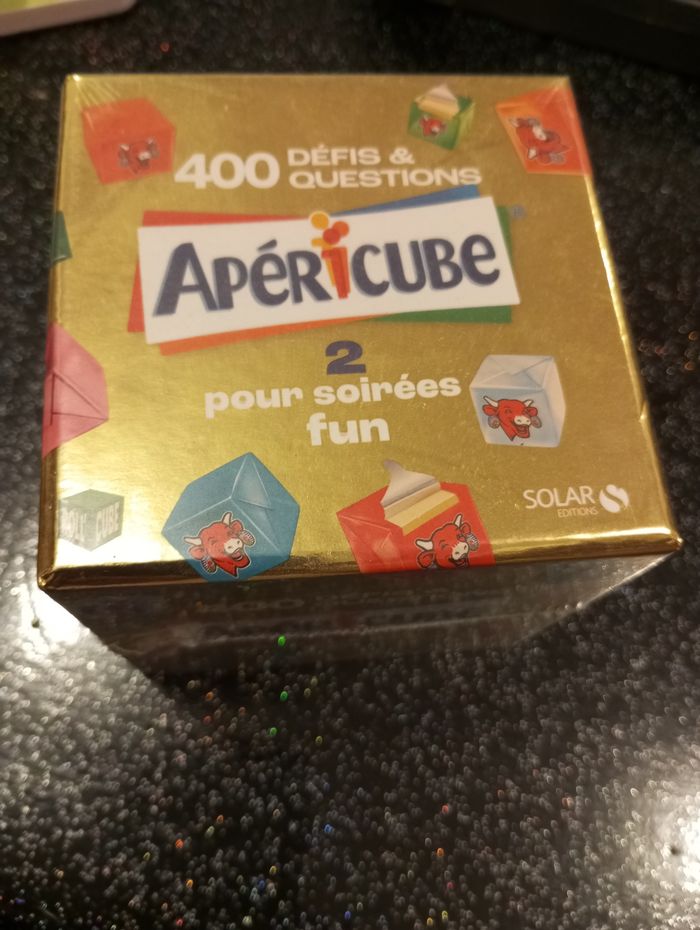 400 DÉFIS &
QUESTIONS
APÉRICUBE®
2
pour soirées
fun
SOLAR
EDITIONS